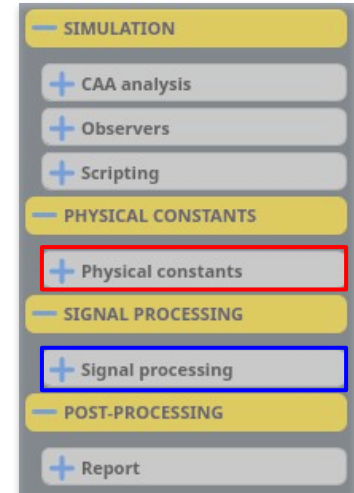 SIMULATION
CAA analysis
Observers
Scripting
PHYSICAL CONSTANTS
Physical constants
SIGNAL PROCESSING
Signal processing
POST-PROCESSING
Report